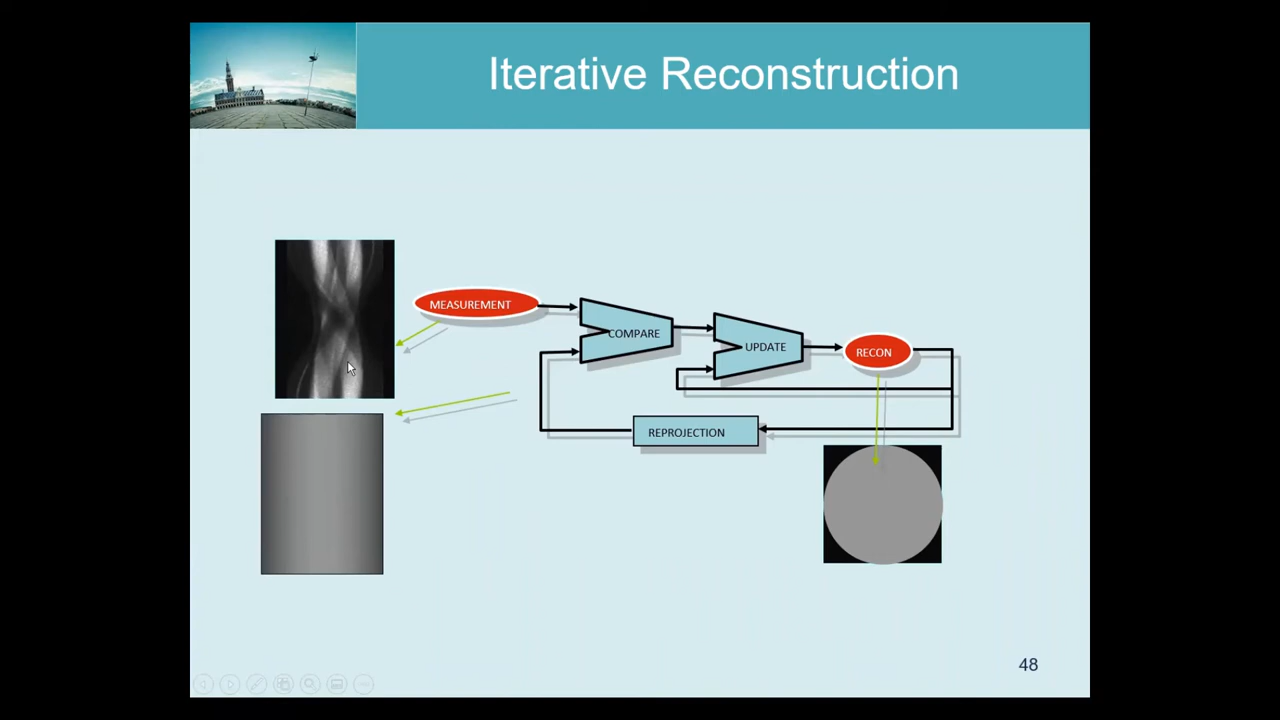 Iterative Reconstruction
MEASUREMENT
COMPARE
UPDATE
RECON
REPROJECTION
48